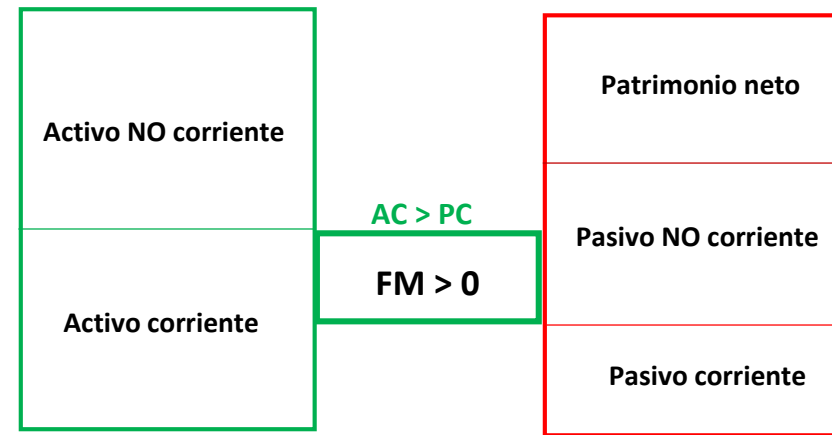 Activo NO corriente
Activo corriente
AC > PC
FM > 0
Patrimonio neto
Pasivo NO corriente
Pasivo corriente